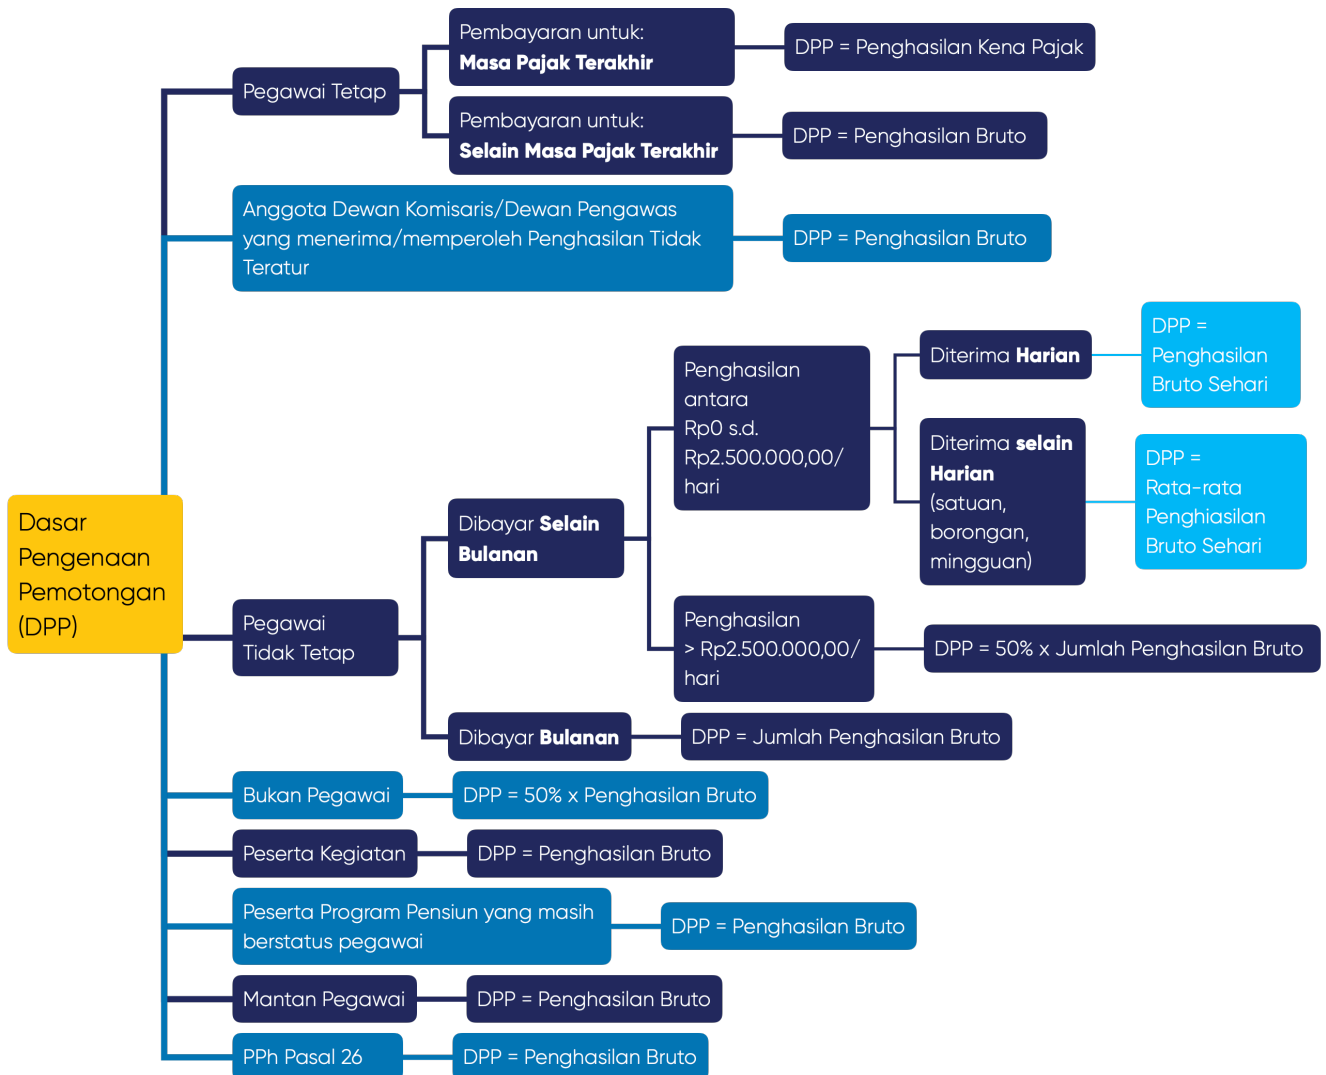 Dasar
Pengenaan
Pemotongan
(DPP)
Pegawai Tetap
Pembayaran untuk:
Masa Pajak Terakhir
DPP = Penghasilan Kena Pajak
Pembayaran untuk:
Selain Masa Pajak Terakhir
DPP = Penghasilan Bruto
Anggota Dewan Komisaris/Dewan Pengawas
yang menerima/memperoleh Penghasilan Tidak
Teratur
DPP = Penghasilan Bruto
Pegawai
Tidak Tetap
Dibayar Selain
Bulanan
Penghasilan
antara
Rp0 s.d.
Rp2.500.000,00/
hari
Diterima Harian
DPP =
Penghasilan
Bruto Sehari
Diterima selain
Harian
(satuan,
borongan,
mingguan)
DPP =
Rata-rata
Penghiasilan
Bruto Sehari
Penghasilan
> Rp2.500.000,00/
hari
DPP = 50% x Jumlah Penghasilan Bruto
Dibayar Bulanan
DPP = Jumlah Penghasilan Bruto
Bukan Pegawai
DPP = 50% x Penghasilan Bruto
Peserta Kegiatan
DPP = Penghasilan Bruto
Peserta Program Pensiun yang masih
berstatus pegawai
DPP = Penghasilan Bruto
Mantan Pegawai
DPP = Penghasilan Bruto
PPh Pasal 26
DPP = Penghasilan Bruto